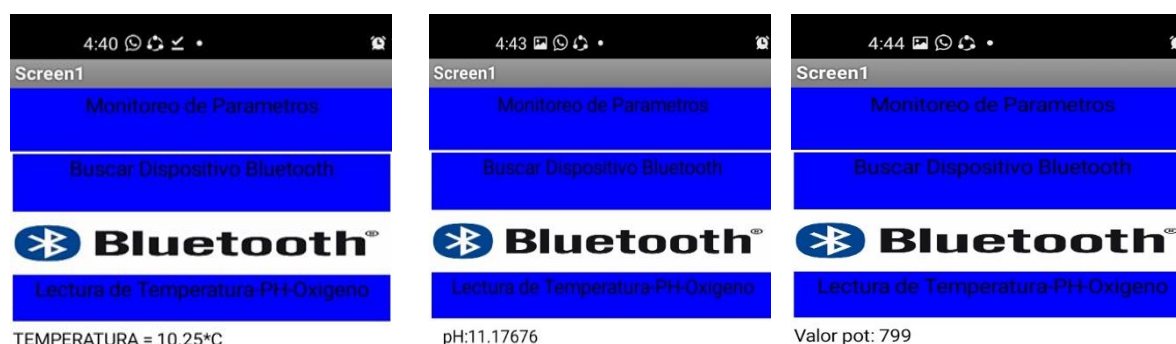 4:40
Screen1
Monitoreo de Parametros
Buscar Dispositivo Bluetooth
Bluetooth®
Lectura de Temperatura-PH-Oxigeno
TEMPERATURA = 10.25*C
4:43
Screen1
Monitoreo de Parametros
Buscar Dispositivo Bluetooth
Bluetooth®
Lectura de Temperatura-PH-Oxigeno
pH:11.17676
4:44
Screen1
Monitoreo de Parametros
Buscar Dispositivo Bluetooth
Bluetooth®
Lectura de Temperatura-PH-Oxigeno
Valor pot: 799